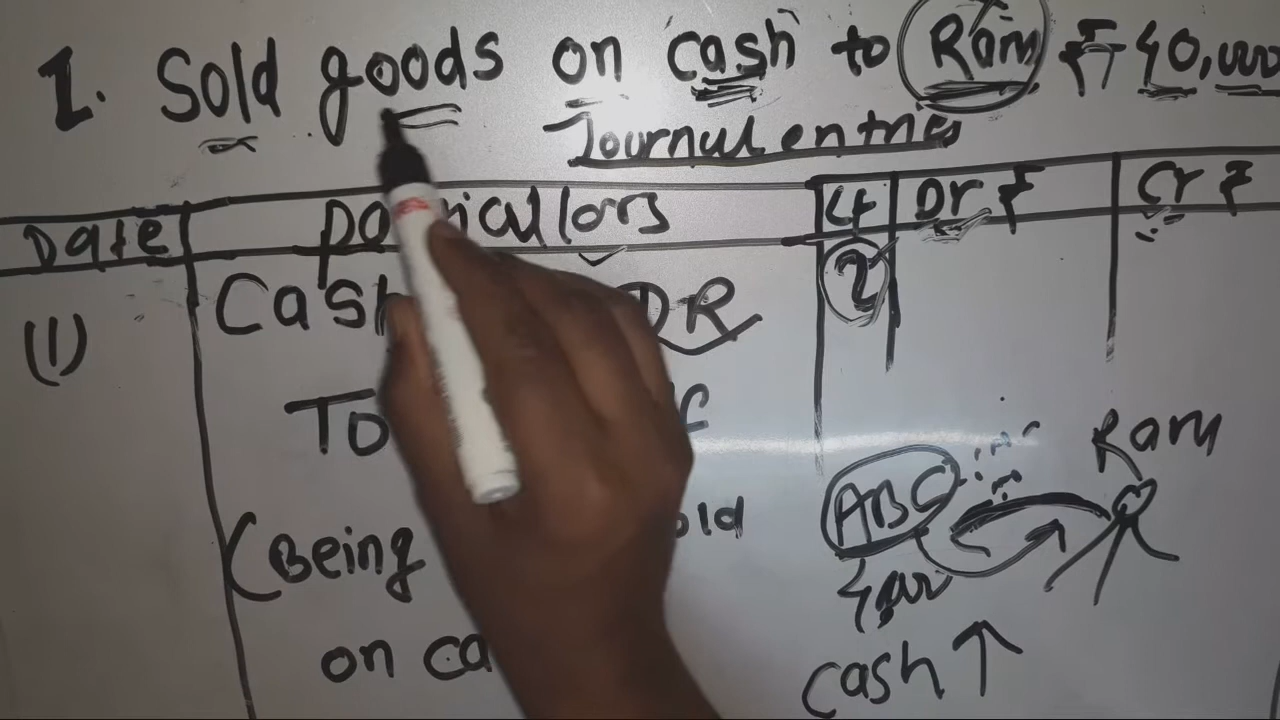 1. Sold goods on cash to Ram ₹ 40,000
Journal entries
Date LF Dr ₹ Cr ₹
(1) Cash DR 2
To
Ram
(Being old ABC
on ca
Cash ↑